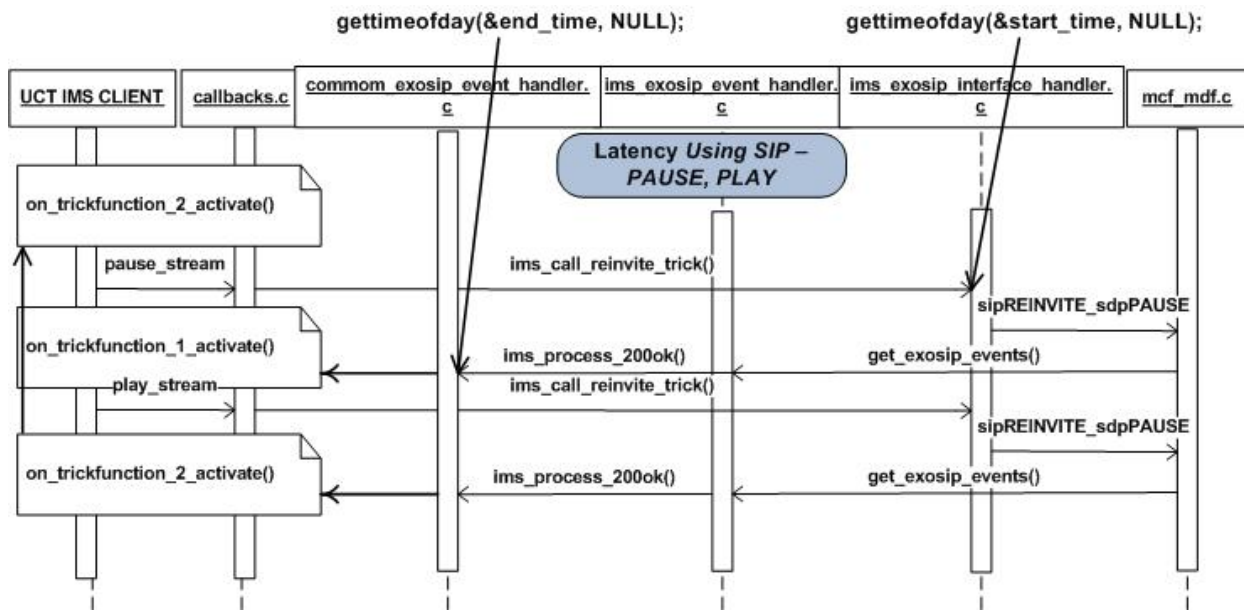 gettimeofday(&end_time, NULL);
gettimeofday(&start_time, NULL);
UCT IMS CLIENT
callbacks.c
commom_exosip_event_handler.
c
ims_exosip_event_handler.
c
ims_exosip_interface_handler.
c
mcf_mdf.c
Latency Using SIP –
PAUSE, PLAY
on_trickfunction_2_activate()
pause_stream
ims_call_reinvite_trick()
sipREINVITE_sdpPAUSE
on_trickfunction_1_activate()
ims_process_200ok()
get_exosip_events()
play_stream
ims_call_reinvite_trick()
sipREINVITE_sdpPAUSE
on_trickfunction_2_activate()
ims_process_200ok()
get_exosip_events()